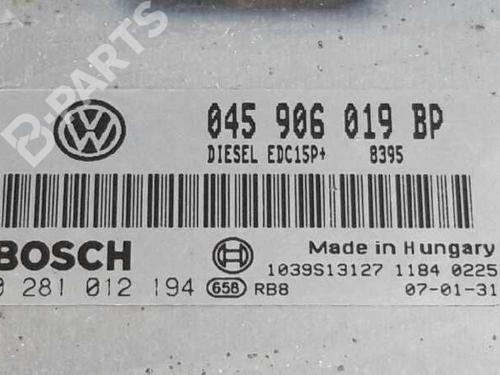 B-PARTS
045 906 019 BP
DIESEL EDC15P+ 8395
BOSCH
Made in Hungary
1039S13127 1184 0225
0 281 012 194 658 RB8 07-01-31